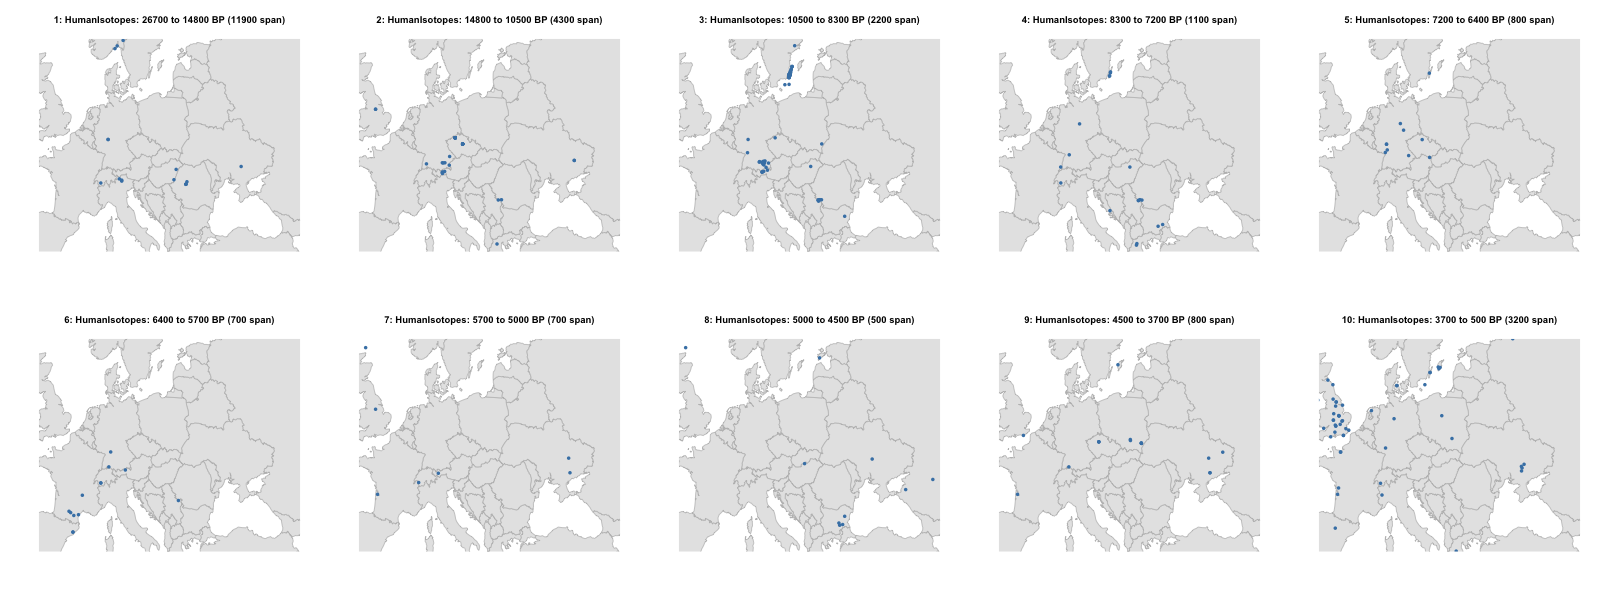 1: HumanIsotopes: 26700 to 14800 BP (11900 span)
2: HumanIsotopes: 14800 to 10500 BP (4300 span)
3: HumanIsotopes: 10500 to 8300 BP (2200 span)
4: HumanIsotopes: 8300 to 7200 BP (1100 span)
5: HumanIsotopes: 7200 to 6400 BP (800 span)
6: HumanIsotopes: 6400 to 5700 BP (700 span)
7: HumanIsotopes: 5700 to 5000 BP (700 span)
8: HumanIsotopes: 5000 to 4500 BP (500 span)
9: HumanIsotopes: 4500 to 3700 BP (800 span)
10: HumanIsotopes: 3700 to 500 BP (3200 span)